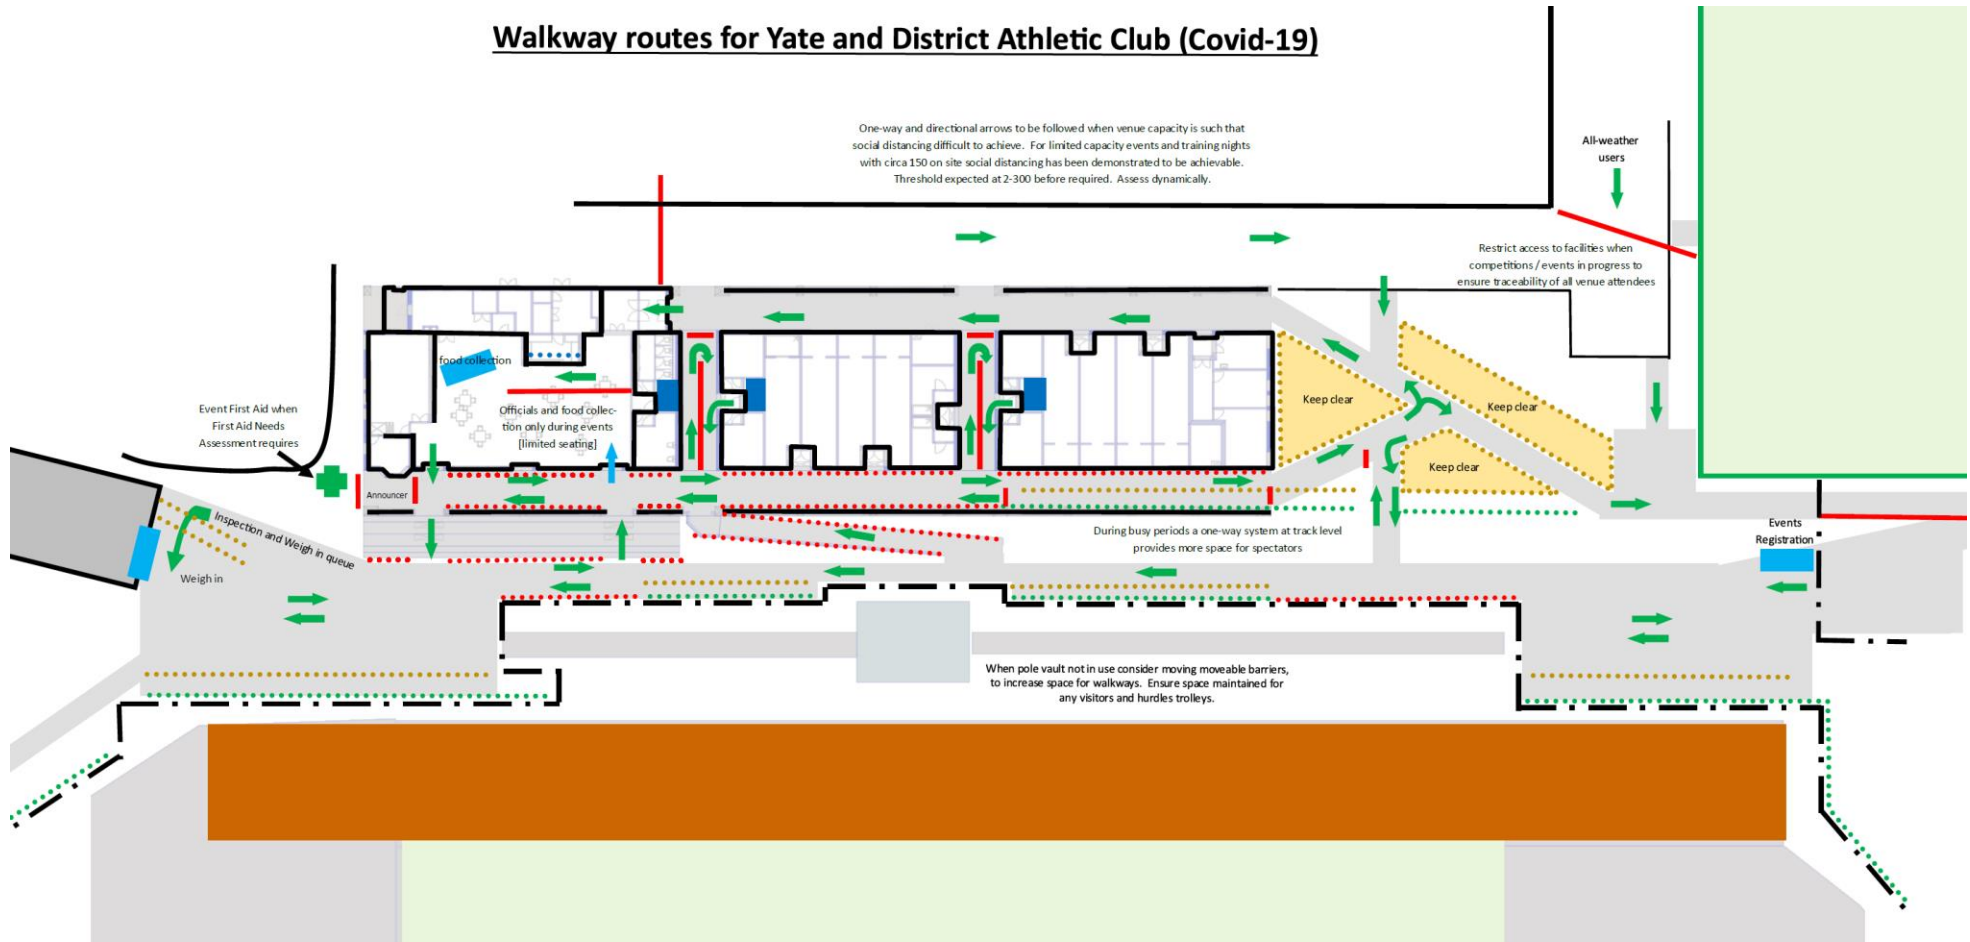 Walkway routes for Yate and District Athletic Club (Covid-19)
One-way and directional arrows to be followed when venue capacity is such that
social distancing difficult to achieve.  For limited capacity events and training nights
with circa 150 on site social distancing has been demonstrated to be achievable.
Threshold expected at 2-300 before required.  Assess dynamically.
All-weather
users
Restrict access to facilities when
competitions / events in progress to
ensure traceability of all venue attendees
food collection
Officials and food collec-
tion only during events
[limited seating]
Event First Aid when
First Aid Needs
Assessment requires
Keep clear
Keep clear
Keep clear
Announcer
Inspection and Weigh in queue
Weigh in
During busy periods a one-way system at track level
provides more space for spectators
Events
Registration
When pole vault not in use consider moving moveable barriers,
to increase space for walkways.  Ensure space maintained for
any visitors and hurdles trolleys.